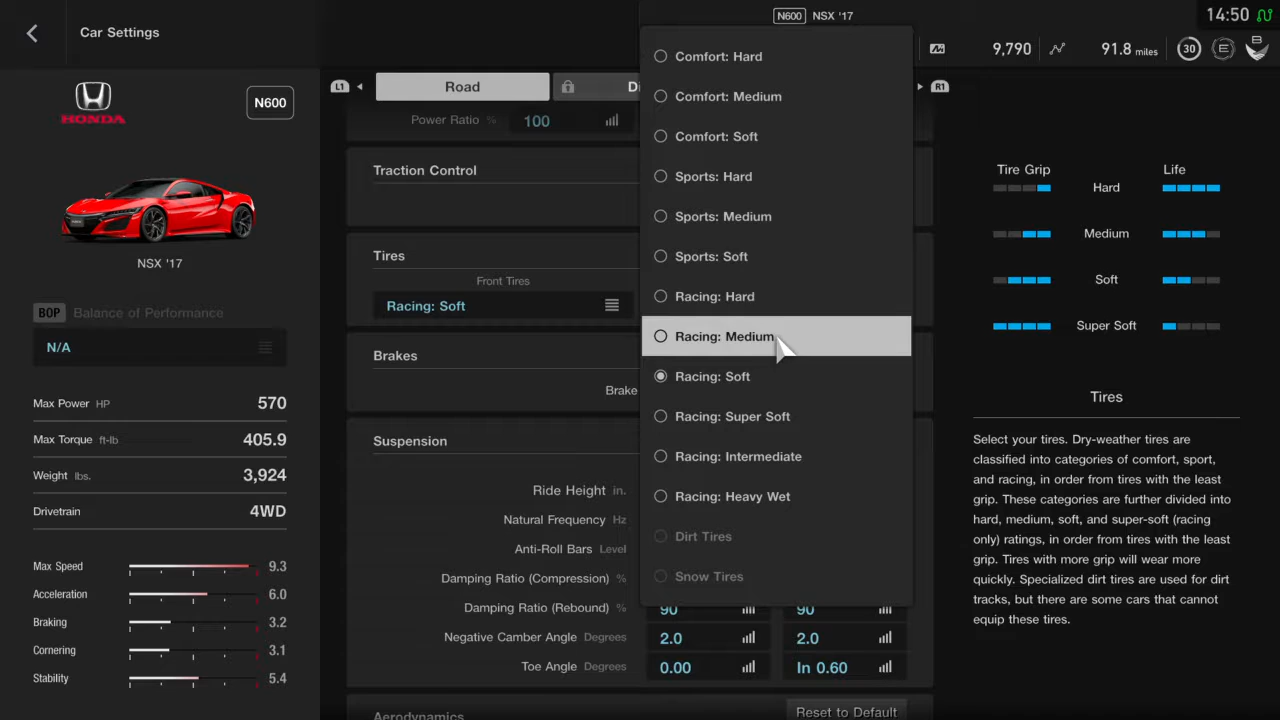 N600 NSX '17
14:50
Car Settings
9,790
91.8 miles
30
E
B
HONDA
N600
NSX '17
BOP Balance of Performance
N/A
Max Power HP 570
Max Torque ft-lb 405.9
Weight lbs. 3,924
Drivetrain 4WD
Max Speed 9.3
Acceleration 6.0
Braking 3.2
Cornering 3.1
Stability 5.4
L1 Road Di R1
Power Ratio % 100
Traction Control
Tires
Front Tires
Racing: Soft
Brakes
Brake
Suspension
Ride Height in.
Natural Frequency Hz
Anti-Roll Bars Level
Damping Ratio (Compression) %
Damping Ratio (Rebound) % 90 90
Negative Camber Angle Degrees 2.0 2.0
Toe Angle Degrees 0.00 In 0.60
Aerodynamics
Reset to Default
Comfort: Hard
Comfort: Medium
Comfort: Soft
Sports: Hard
Sports: Medium
Sports: Soft
Racing: Hard
Racing: Medium
Racing: Soft
Racing: Super Soft
Racing: Intermediate
Racing: Heavy Wet
Dirt Tires
Snow Tires
Tire Grip Life
Hard
Medium
Soft
Super Soft
Tires
Select your tires. Dry-weather tires are
classified into categories of comfort, sport,
and racing, in order from tires with the least
grip. These categories are further divided into
hard, medium, soft, and super-soft (racing
only) ratings, in order from tires with the least
grip. Tires with more grip will wear more
quickly. Specialized dirt tires are used for dirt
tracks, but there are some cars that cannot
equip these tires.